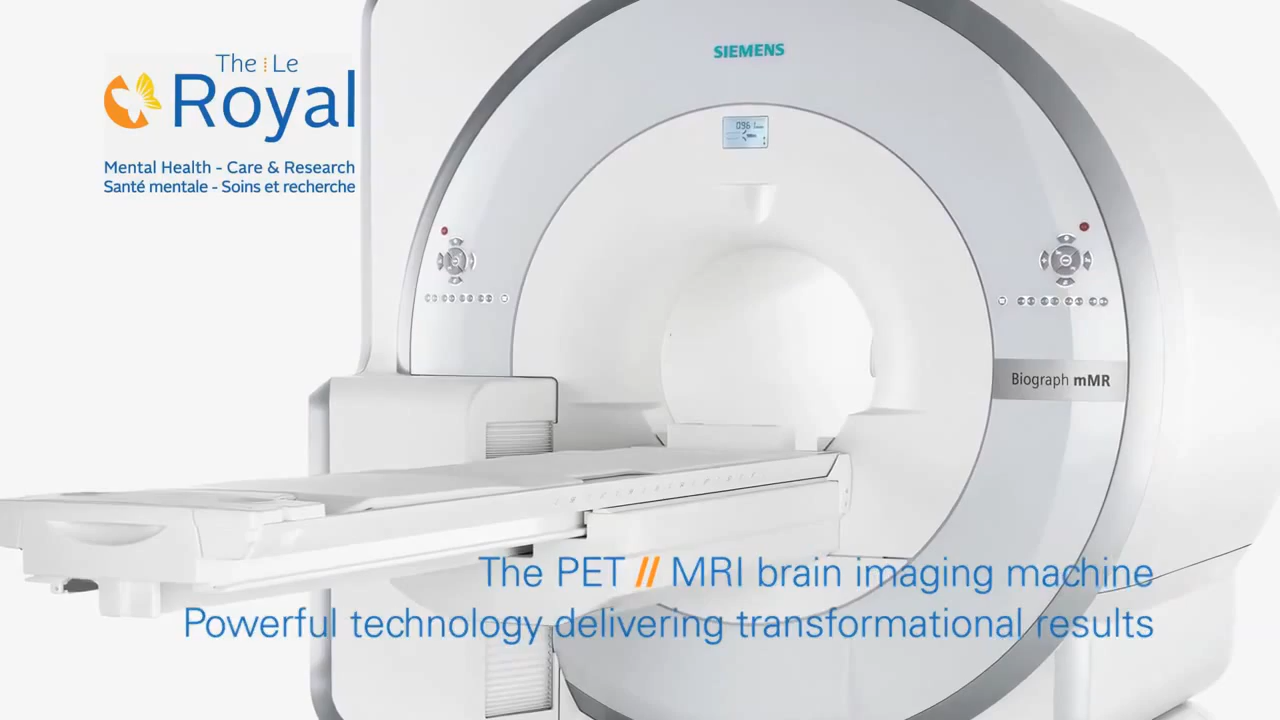 The Le
Royal
Mental Health - Care & Research
Santé mentale - Soins et recherche
SIEMENS
Biograph mMR
The PET // MRI brain imaging machine
Powerful technology delivering transformational results